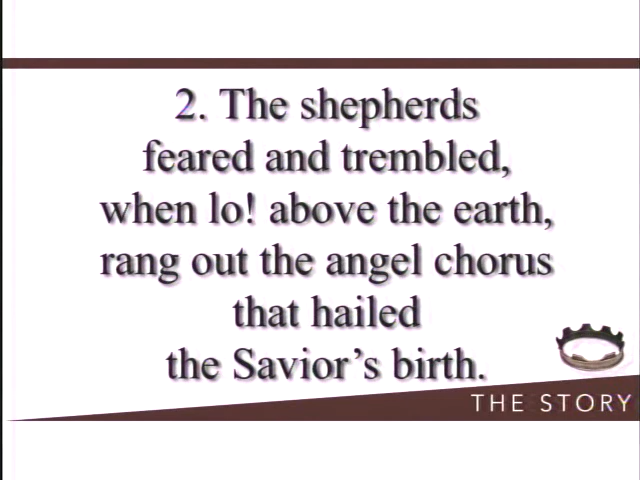 2. The shepherds
feared and trembled,
when lo! above the earth,
rang out the angel chorus
that hailed
the Savior's birth.
THE STORY